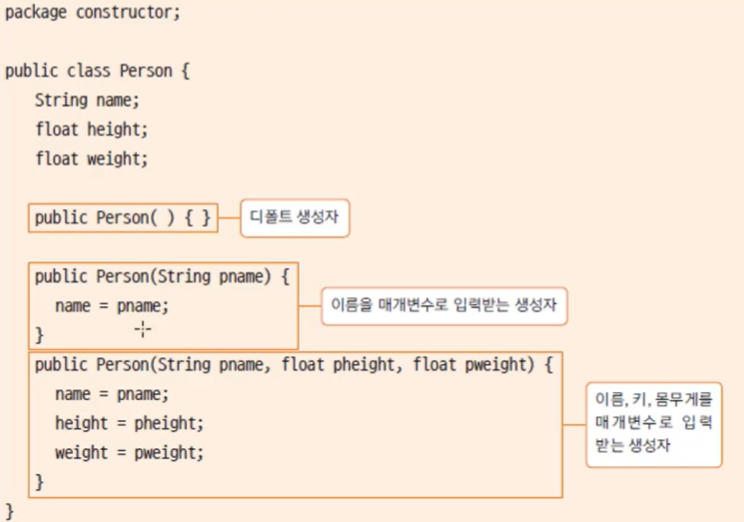 package constructor;
public class Person {
String name;
float height;
float weight;
public Person( ) { }
디폴트 생성자
public Person(String pname) {
name = pname;
}
이름을 매개변수로 입력받는 생성자
public Person(String pname, float pheight, float pweight) {
name = pname;
height = pheight;
weight = pweight;
}
이름, 키, 몸무게를
매개변수로 입력
받는 생성자
}